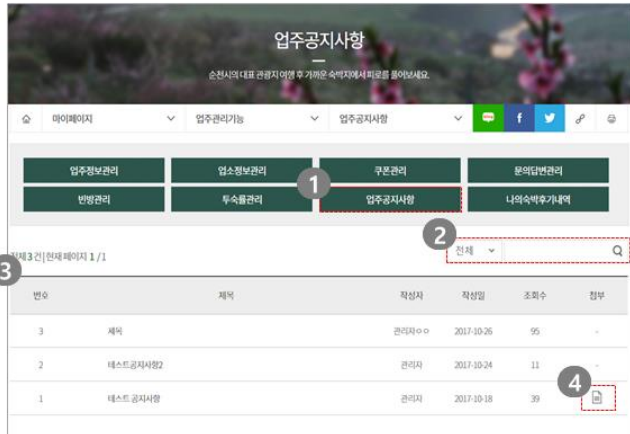 업주공지사항
순천시의 대표 관광지 여행 후 가까운 숙박지에서 피로를 풀어보세요.
마이페이지 업주관리기능 업주공지사항 f
업주정보관리 업소정보관리 쿠폰관리 문의답변관리
1
빈방관리 투숙률관리 업주공지사항 나의숙박후기내역
2
전체3건|현재 페이지 1/1 전체
3
번호 제목 작성자 작성일 조회수 첨부
3 제목 관리자ㅇㅇ 2017-10-26 95 -
2 테스트공지사항2 관리자 2017-10-24 11 -
4
1 테스트 공지사항 관리자 2017-10-18 39